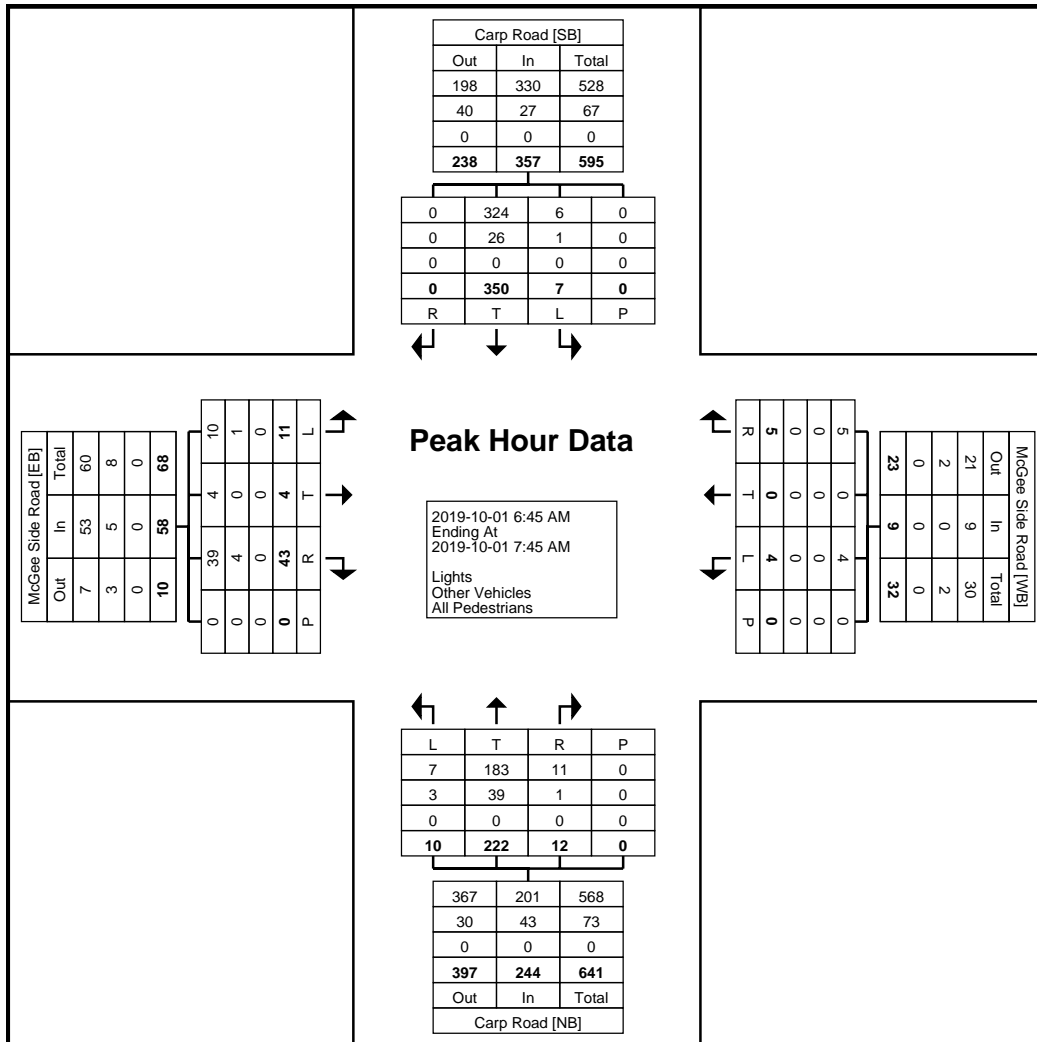 Carp Road [SB]
Out In Total
198 330 528
40 27 67
0 0 0
238 357 595
0 324 6 0
0 26 1 0
0 0 0 0
0 350 7 0
R T L P
McGee Side Road [EB]
Total In Out
60 53 7
8 5 3
0 0 0
68 58 10
10 4 39 0
1 0 4 0
0 0 0 0
11 4 43 0
L T R P
Peak Hour Data
2019-10-01 6:45 AM
Ending At
2019-10-01 7:45 AM
Lights
Other Vehicles
All Pedestrians
R T L P
5 0 4 0
0 0 0 0
0 0 0 0
5 0 4 0
McGee Side Road [WB]
Out In Total
21 9 30
2 0 2
0 0 0
23 9 32
L T R P
7 183 11 0
3 39 1 0
0 0 0 0
10 222 12 0
367 201 568
30 43 73
0 0 0
397 244 641
Out In Total
Carp Road [NB]